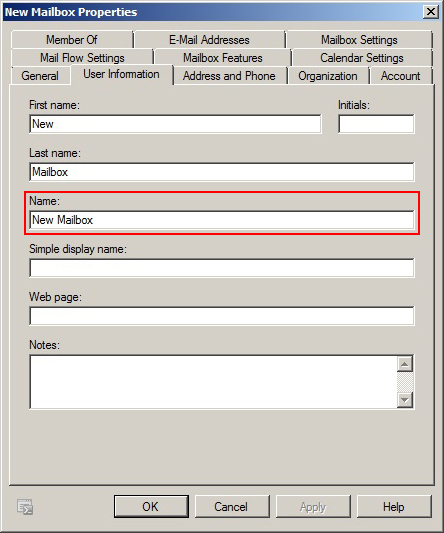 New Mailbox Properties
Member Of E-Mail Addresses Mailbox Settings
Mail Flow Settings Mailbox Features Calendar Settings
General User Information Address and Phone Organization Account
First name: Initials:
New
Last name:
Mailbox
Name:
New Mailbox
Simple display name:
Web page:
Notes:
OK Cancel Apply Help